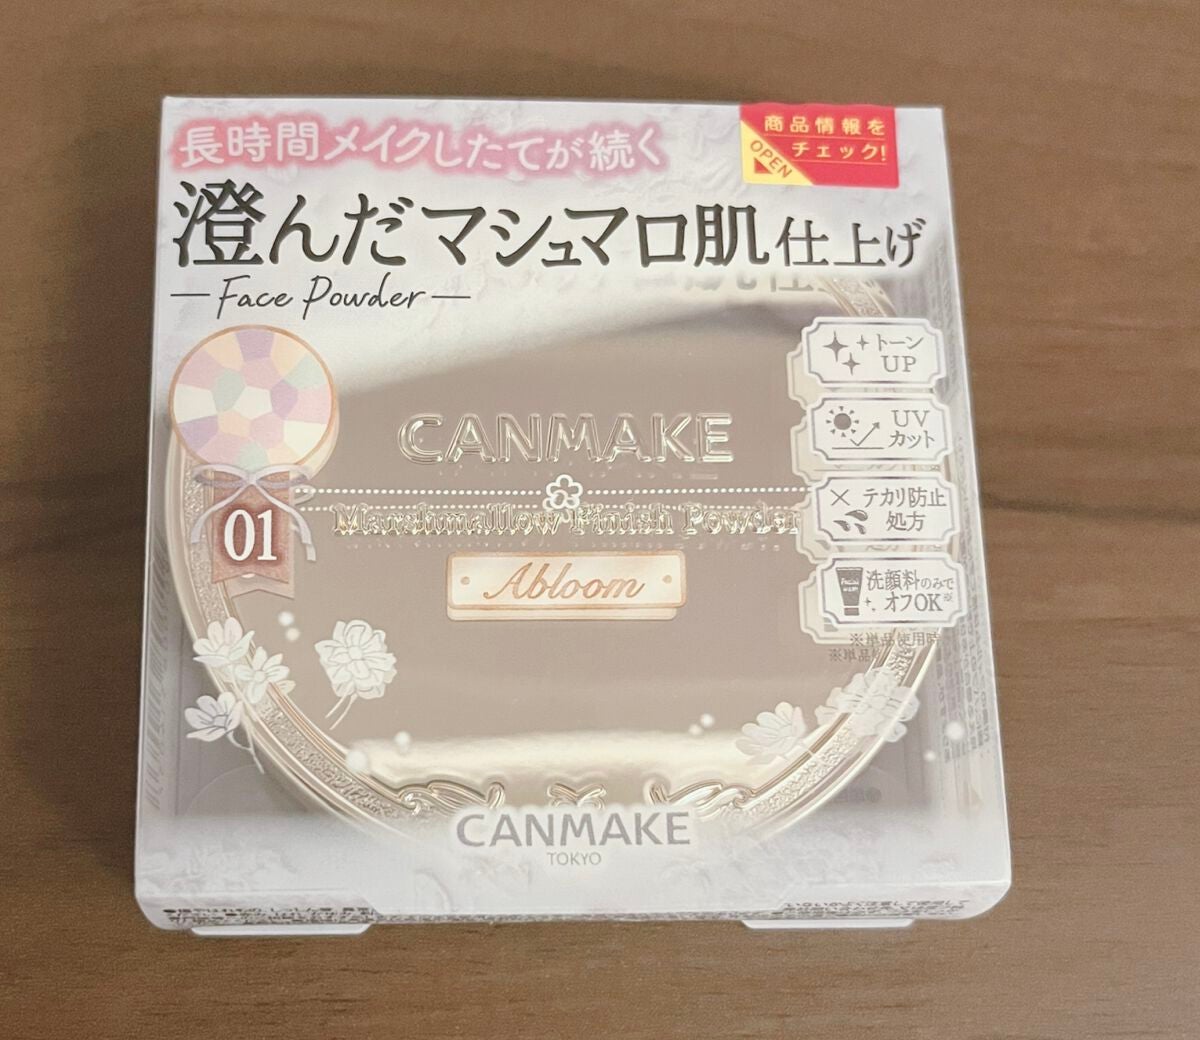 長時間メイクしたてが続く
商品情報を
チェック!
OPEN
澄んだマシュマロ肌仕上げ
Face Powder
トーン
UP
UV
カット
CANMAKE
Marshmallow Finish Powder
テカリ防止
処方
01
Abloom
洗顔料のみで
オフOK※
※単品使用時
CANMAKE
TOKYO